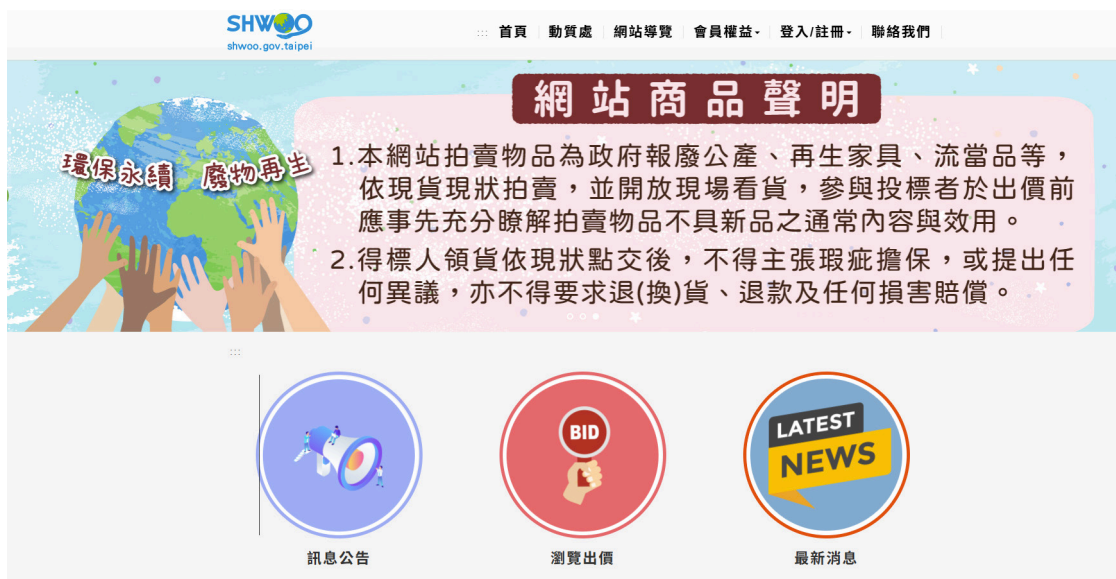 SHWOO
shwoo.gov.taipei
::: 首頁 動質處 網站導覽 會員權益 登入/註冊 聯絡我們
網站商品聲明
環保永續 廢物再生
1.本網站拍賣物品為政府報廢公產、再生家具、流當品等，
依現貨現狀拍賣，並開放現場看貨，參與投標者於出價前
應事先充分瞭解拍賣物品不具新品之通常內容與效用。
2.得標人領貨依現狀點交後，不得主張瑕疵擔保，或提出任
何異議，亦不得要求退(換)貨、退款及任何損害賠償。
:::
BID
LATEST
NEWS
訊息公告 瀏覽出價 最新消息